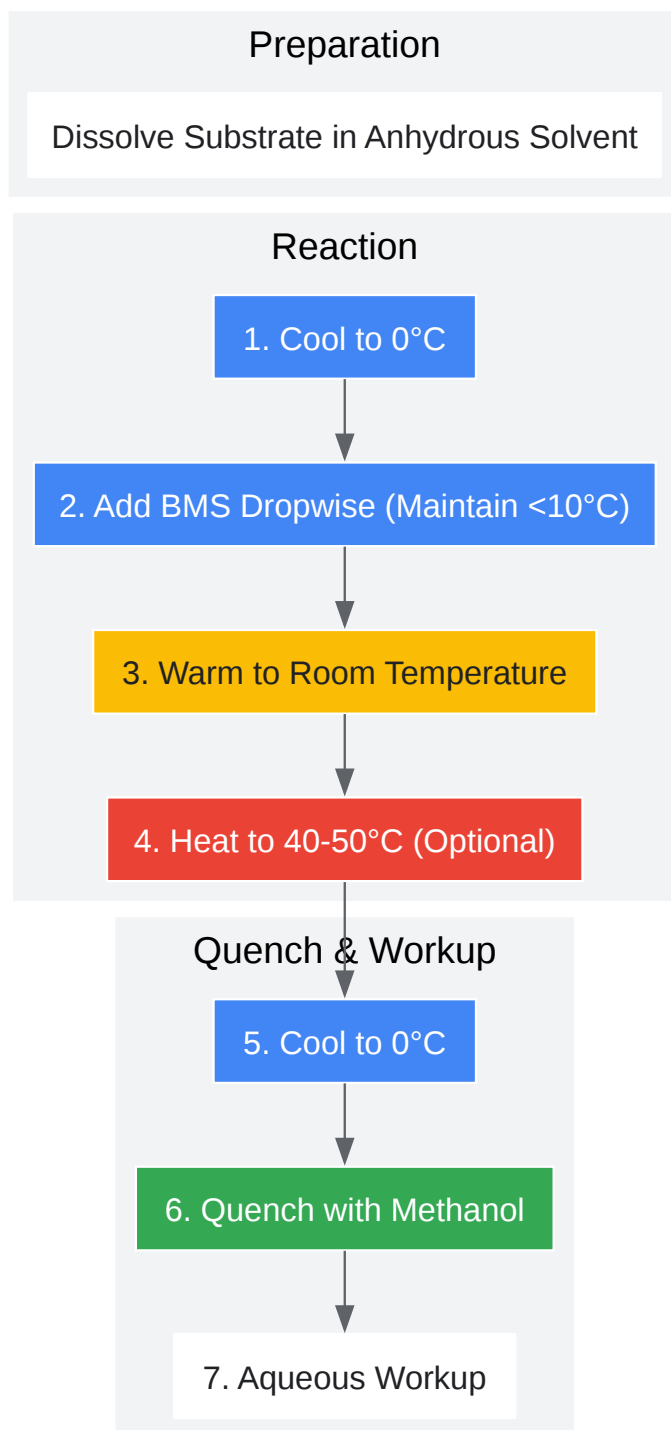 Preparation
Dissolve Substrate in Anhydrous Solvent
Reaction
1. Cool to 0°C
2. Add BMS Dropwise (Maintain <10°C)
3. Warm to Room Temperature
4. Heat to 40-50°C (Optional)
Quench & Workup
5. Cool to 0°C
6. Quench with Methanol
7. Aqueous Workup